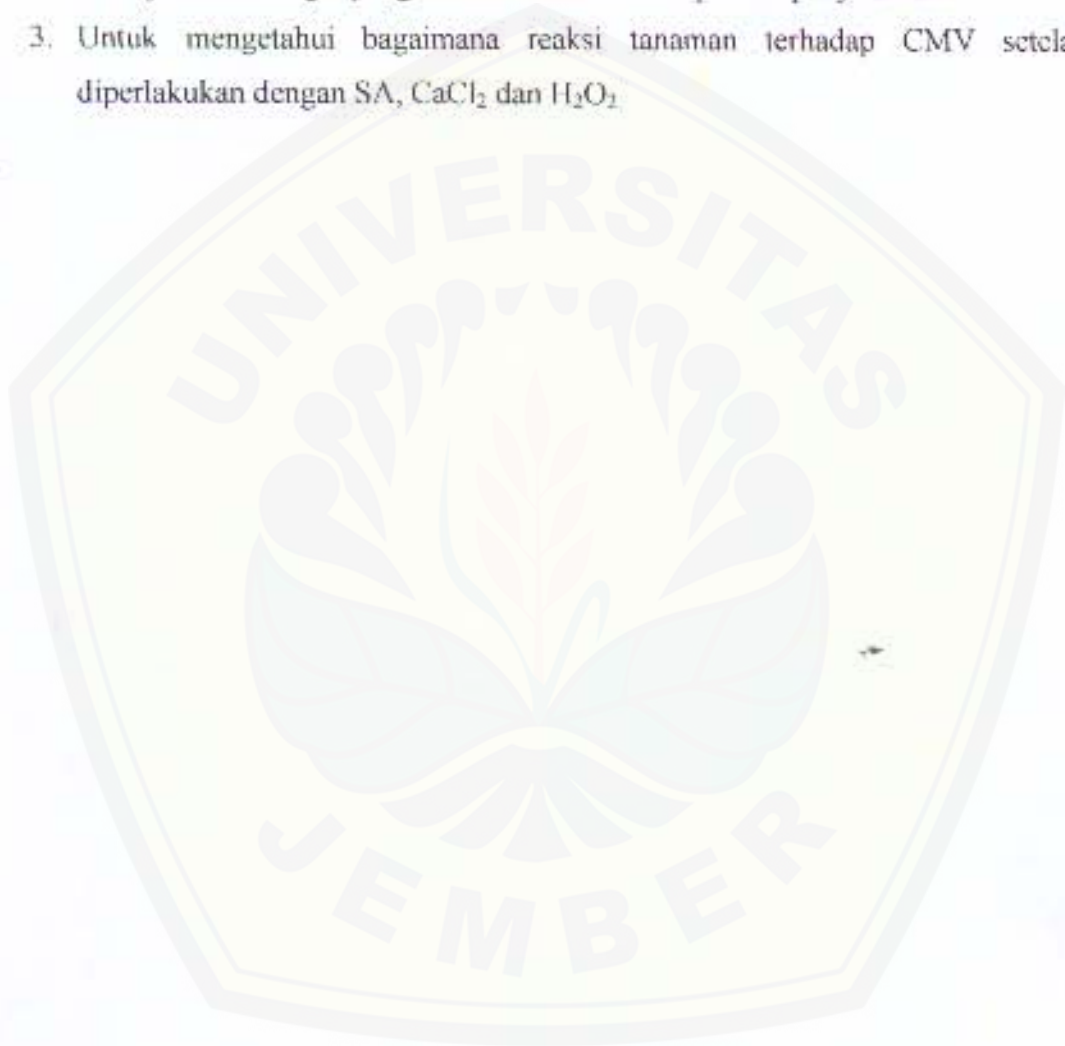 3. Untuk mengetahui bagaimana reaksi tanaman terhadap CMV setela
diperlakukan dengan SA, CaCl₂ dan H₂O₂
UNIVERSITAS
JEMBER